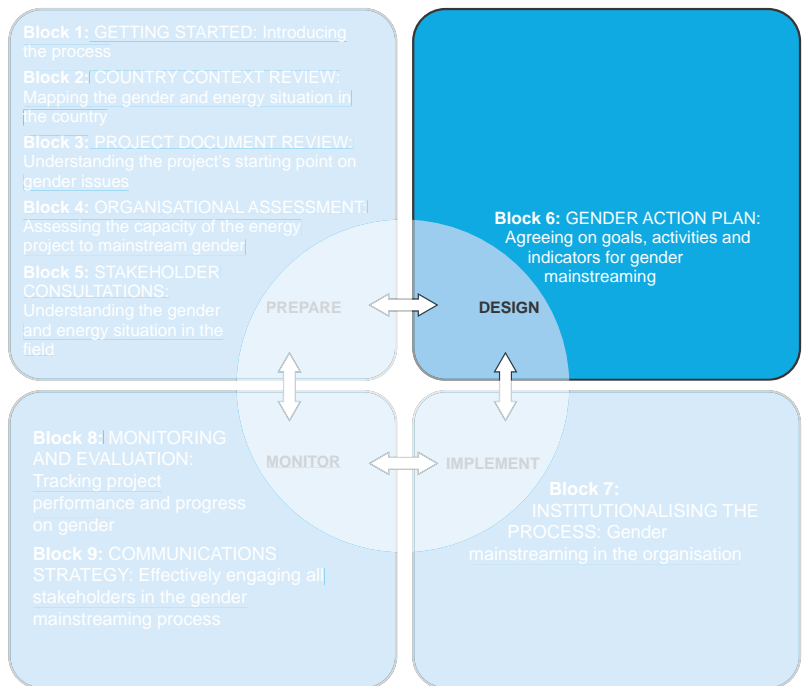 Block 1: GETTING STARTED: Introducing
the process
Block 2: COUNTRY CONTEXT REVIEW:
Mapping the gender and energy situation in
the country
Block 3: PROJECT DOCUMENT REVIEW:
Understanding the project's starting point on
gender issues
Block 4: ORGANISATIONAL ASSESSMENT:
Assessing the capacity of the energy
project to mainstream gender
Block 5: STAKEHOLDER
CONSULTATIONS:
Understanding the gender
and energy situation in the
field
PREPARE
Block 6: GENDER ACTION PLAN:
Agreeing on goals, activities and
indicators for gender
mainstreaming
DESIGN
Block 8: MONITORING
AND EVALUATION:
Tracking project
performance and progress
on gender
Block 9: COMMUNICATIONS
STRATEGY: Effectively engaging all
stakeholders in the gender
mainstreaming process
MONITOR
IMPLEMENT
Block 7:
INSTITUTIONALISING THE
PROCESS: Gender
mainstreaming in the organisation